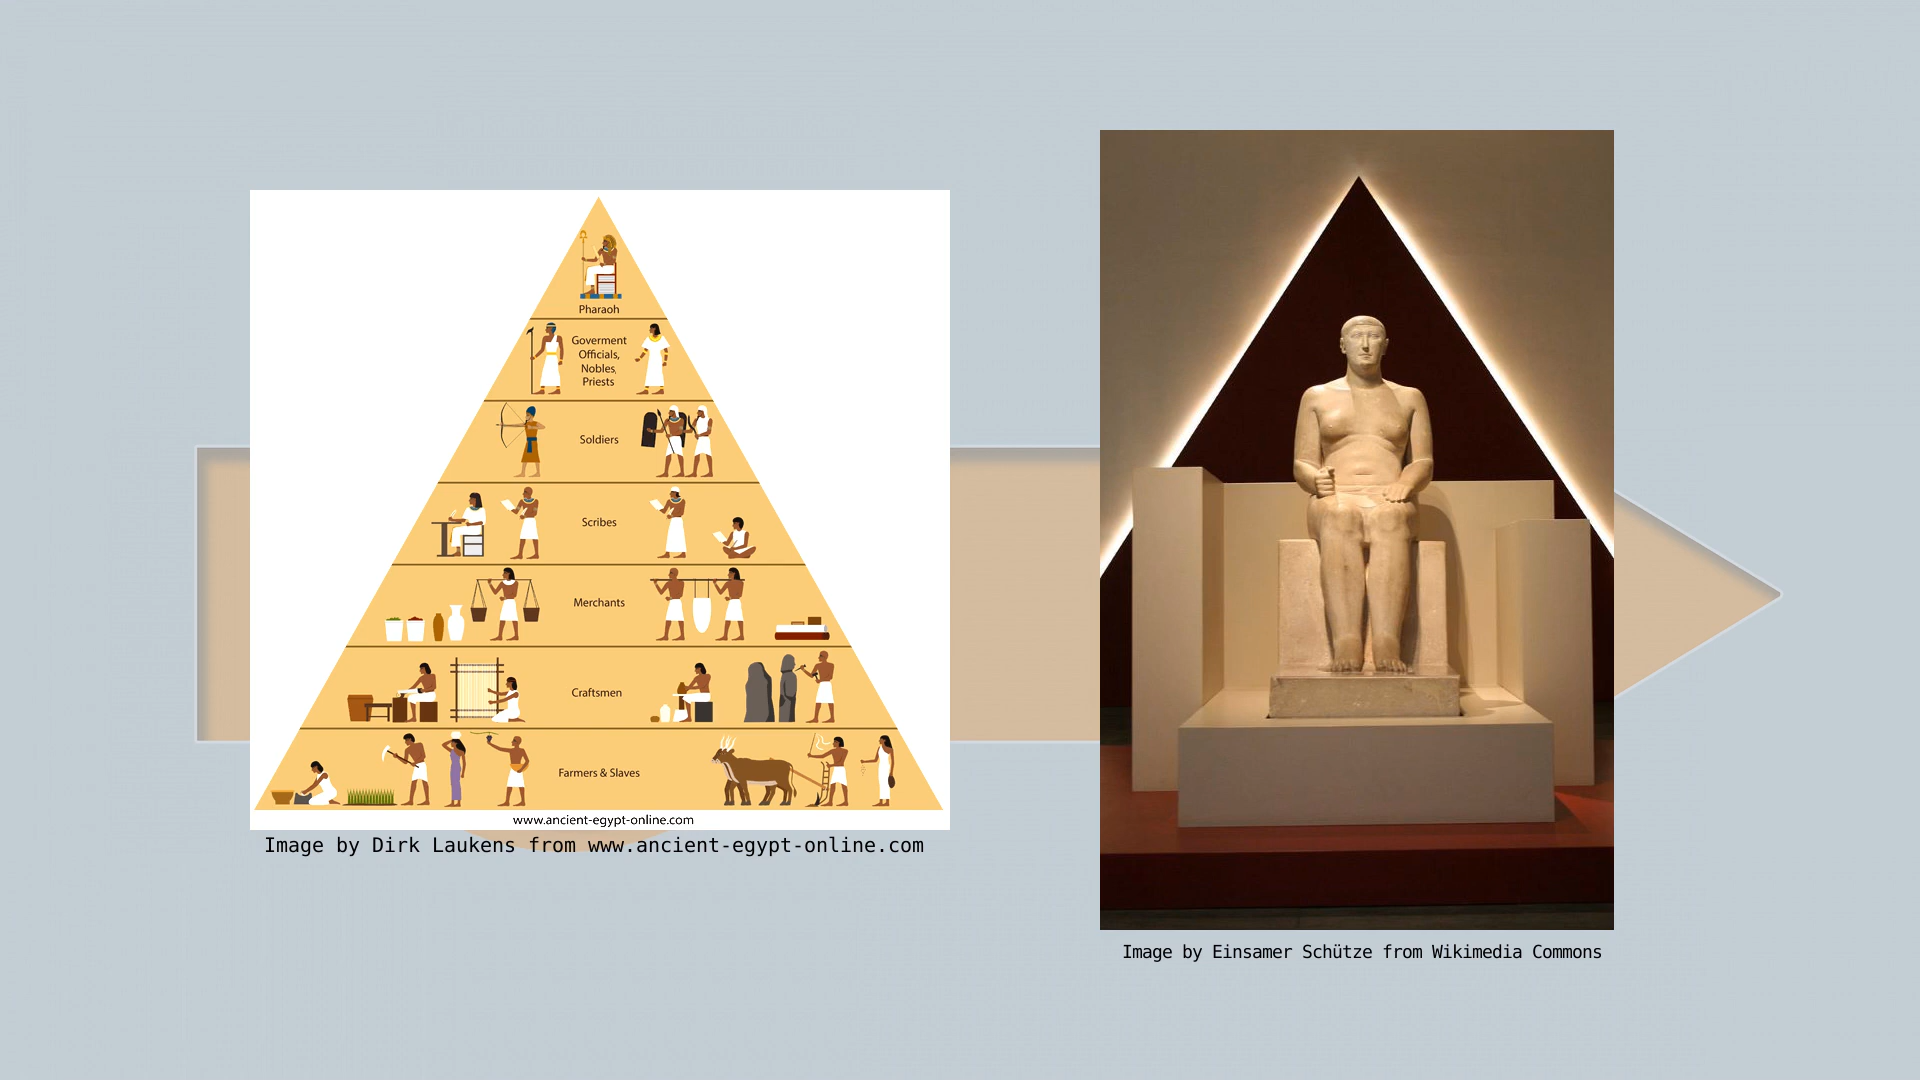 Pharaoh
Goverment
Officials,
Nobles,
Priests
Soldiers
Scribes
Merchants
Craftsmen
Farmers & Slaves
www.ancient-egypt-online.com
Image by Dirk Laukens from www.ancient-egypt-online.com
Image by Einsamer Schütze from Wikimedia Commons